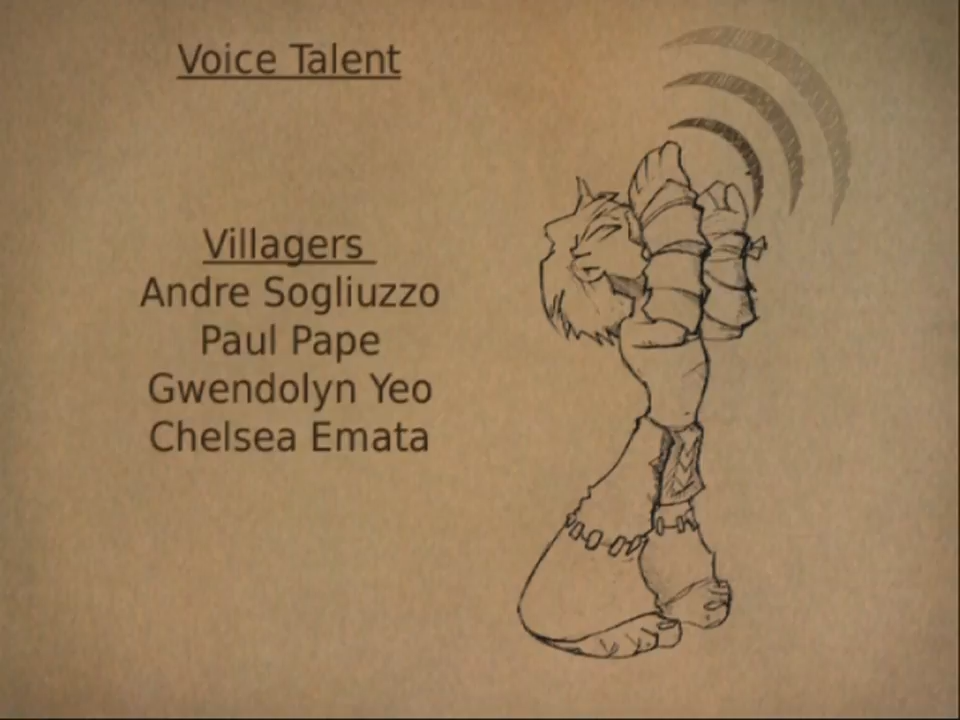 Voice Talent
Villagers
Andre Sogliuzzo
Paul Pape
Gwendolyn Yeo
Chelsea Emata